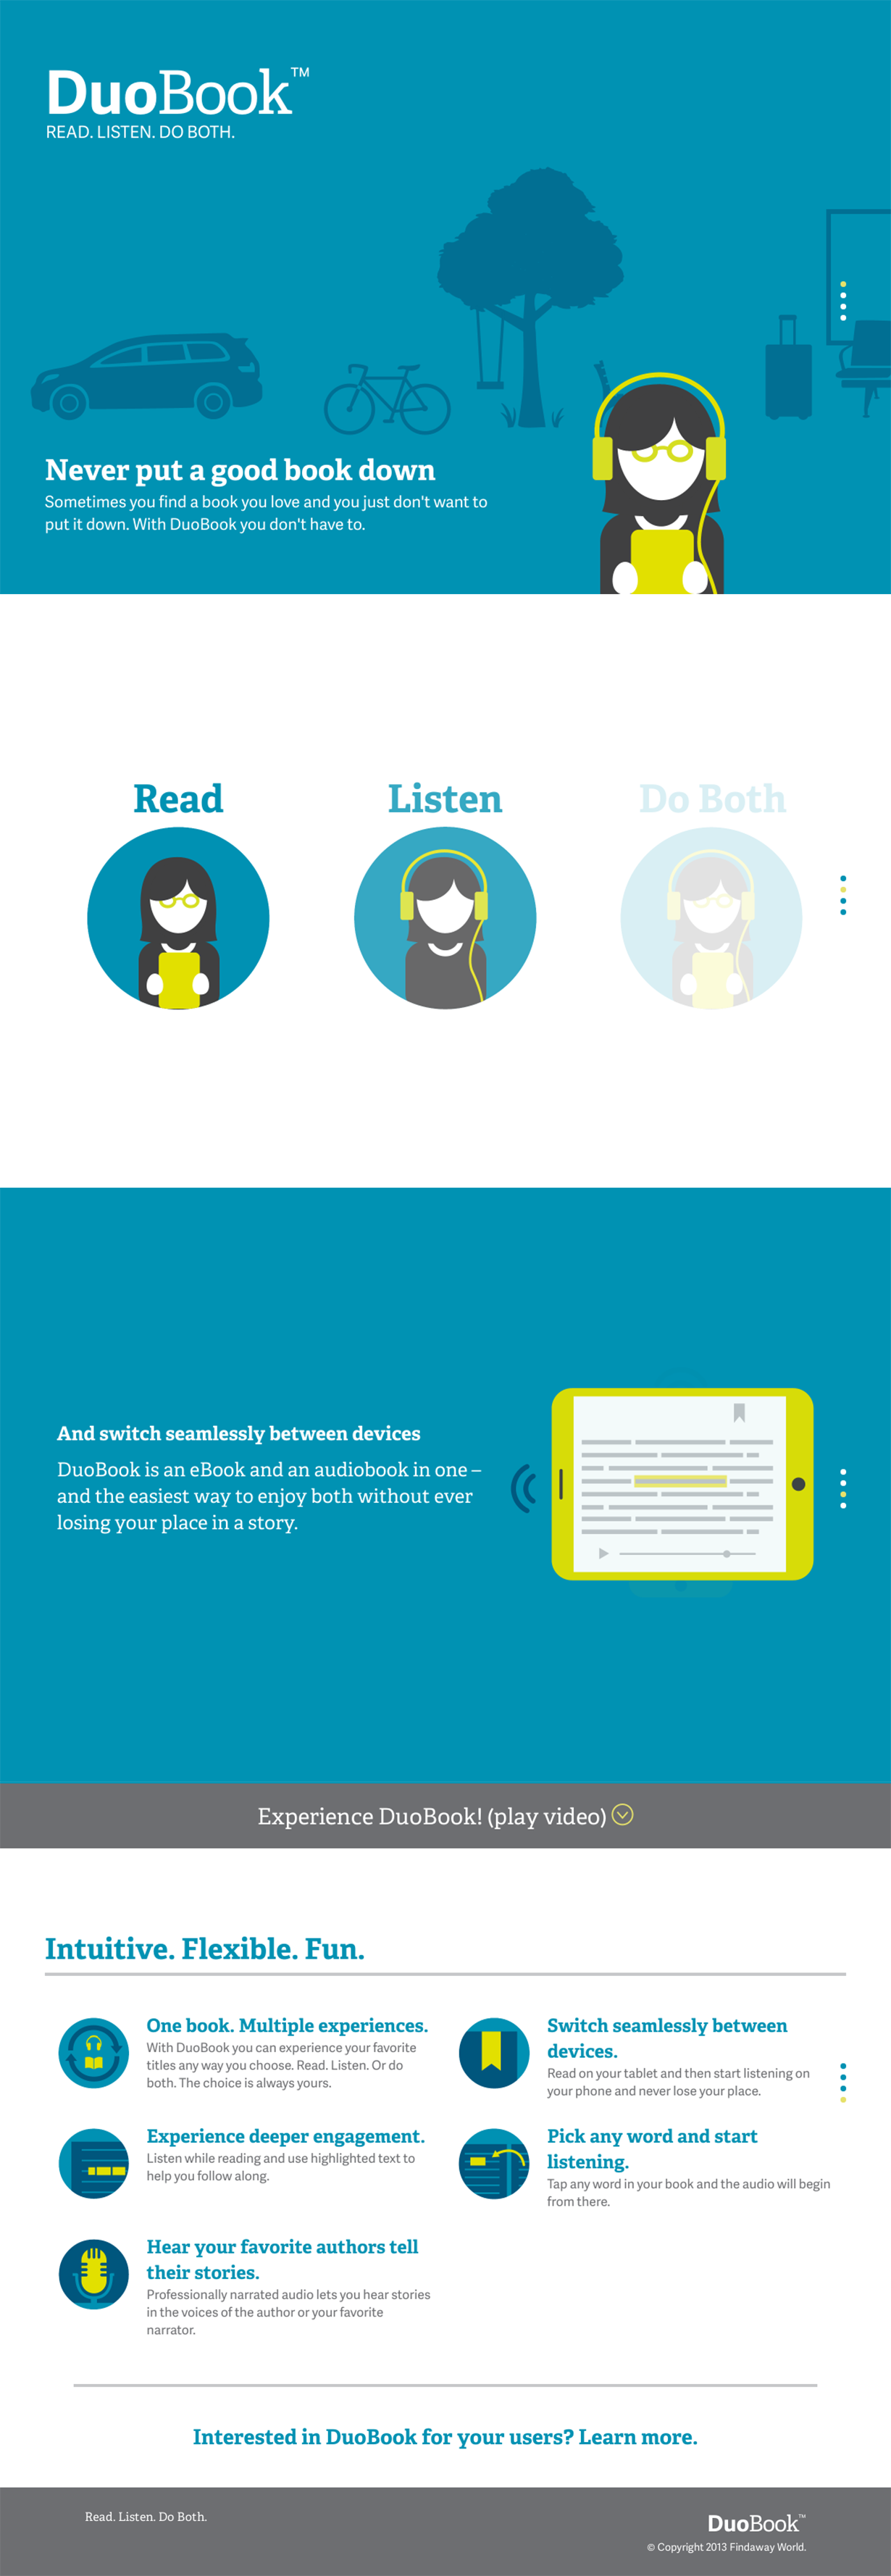 DuoBook™
READ. LISTEN. DO BOTH.
Never put a good book down
Sometimes you find a book you love and you just don't want to
put it down. With DuoBook you don't have to.
Read
Listen
Do Both
And switch seamlessly between devices
DuoBook is an eBook and an audiobook in one –
and the easiest way to enjoy both without ever
losing your place in a story.
Experience DuoBook! (play video)
Intuitive. Flexible. Fun.
One book. Multiple experiences.
With DuoBook you can experience your favorite
titles any way you choose. Read. Listen. Or do
both. The choice is always yours.
Switch seamlessly between
devices.
Read on your tablet and then start listening on
your phone and never lose your place.
Experience deeper engagement.
Listen while reading and use highlighted text to
help you follow along.
Pick any word and start
listening.
Tap any word in your book and the audio will begin
from there.
Hear your favorite authors tell
their stories.
Professionally narrated audio lets you hear stories
in the voices of the author or your favorite
narrator.
Interested in DuoBook for your users? Learn more.
Read. Listen. Do Both.
DuoBook™
© Copyright 2013 Findaway World.